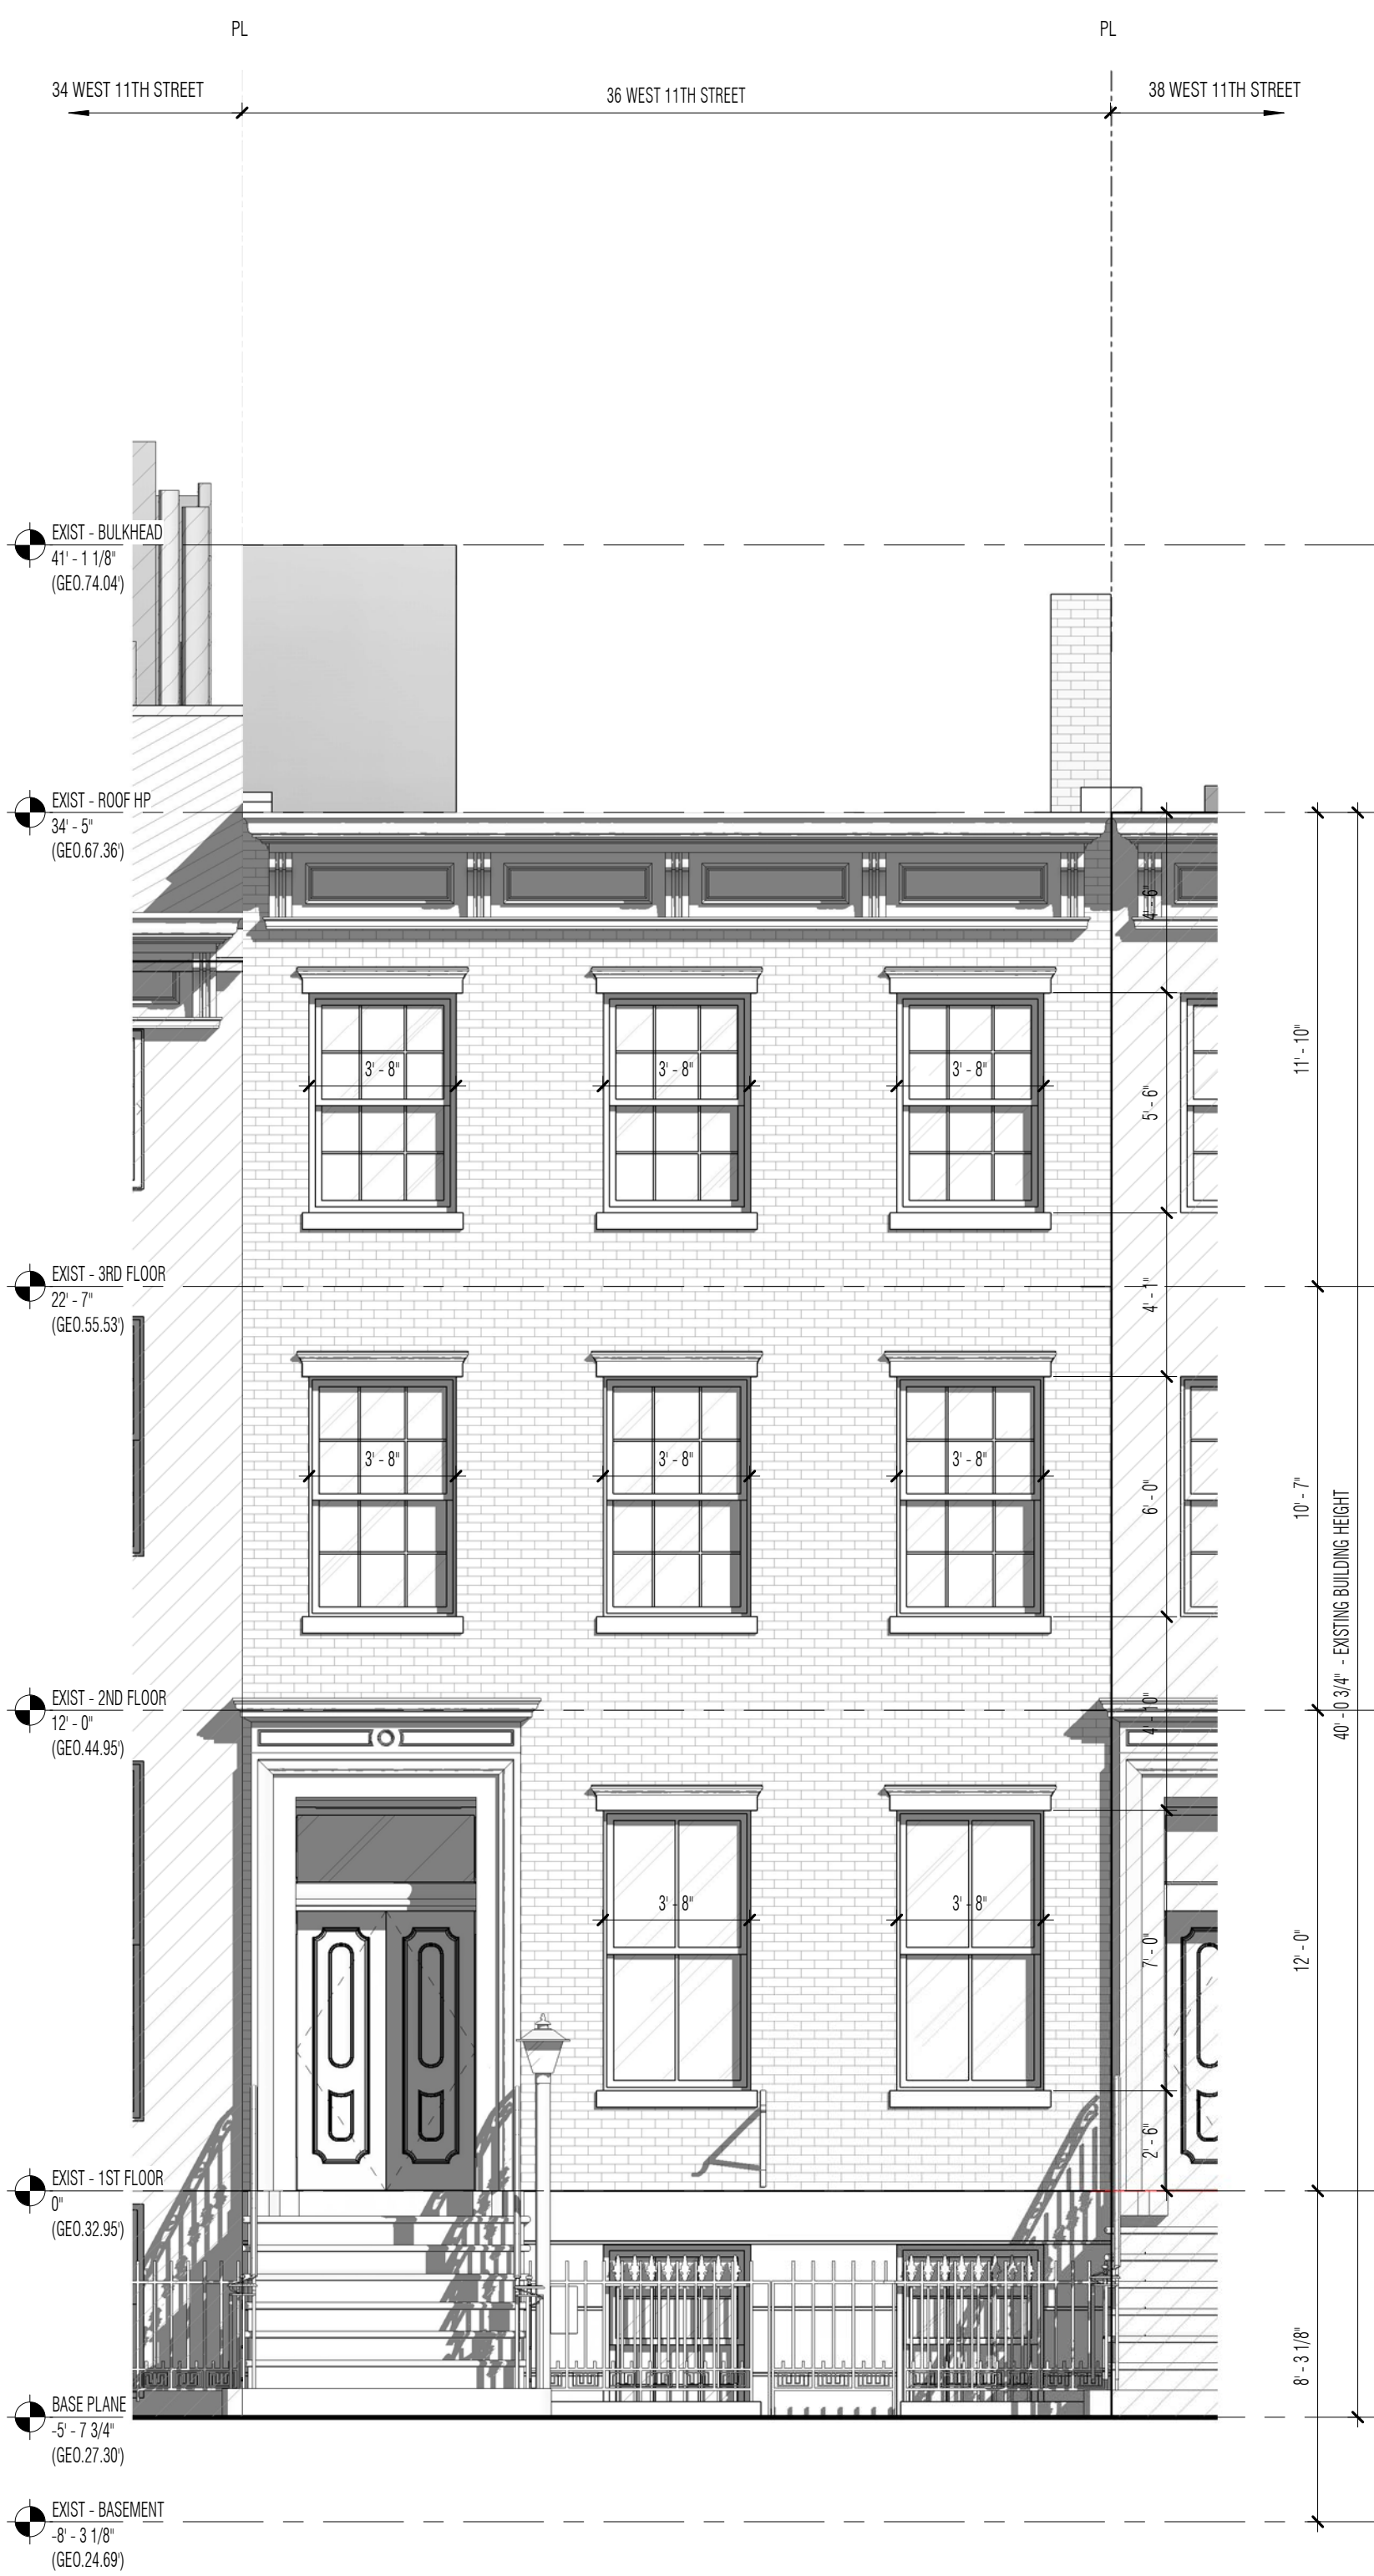 PL
PL
34 WEST 11TH STREET
36 WEST 11TH STREET
38 WEST 11TH STREET
EXIST - BULKHEAD
41' - 1 1/8"
(GEO.74.04')
EXIST - ROOF HP
34' - 5"
(GEO.67.36')
4' - 6"
11' - 10"
3' - 8"
3' - 8"
3' - 8"
5' - 6"
EXIST - 3RD FLOOR
22' - 7"
(GEO.55.53')
4' - 1"
3' - 8"
3' - 8"
3' - 8"
6' - 0"
10' - 7"
40' - 0 3/4" - EXISTING BUILDING HEIGHT
EXIST - 2ND FLOOR
12' - 0"
(GEO.44.95')
4' - 10"
3' - 8"
3' - 8"
7' - 0"
12' - 0"
2' - 6"
EXIST - 1ST FLOOR
0"
(GEO.32.95')
8' - 3 1/8"
BASE PLANE
-5' - 7 3/4"
(GEO.27.30')
EXIST - BASEMENT
-8' - 3 1/8"
(GEO.24.69')